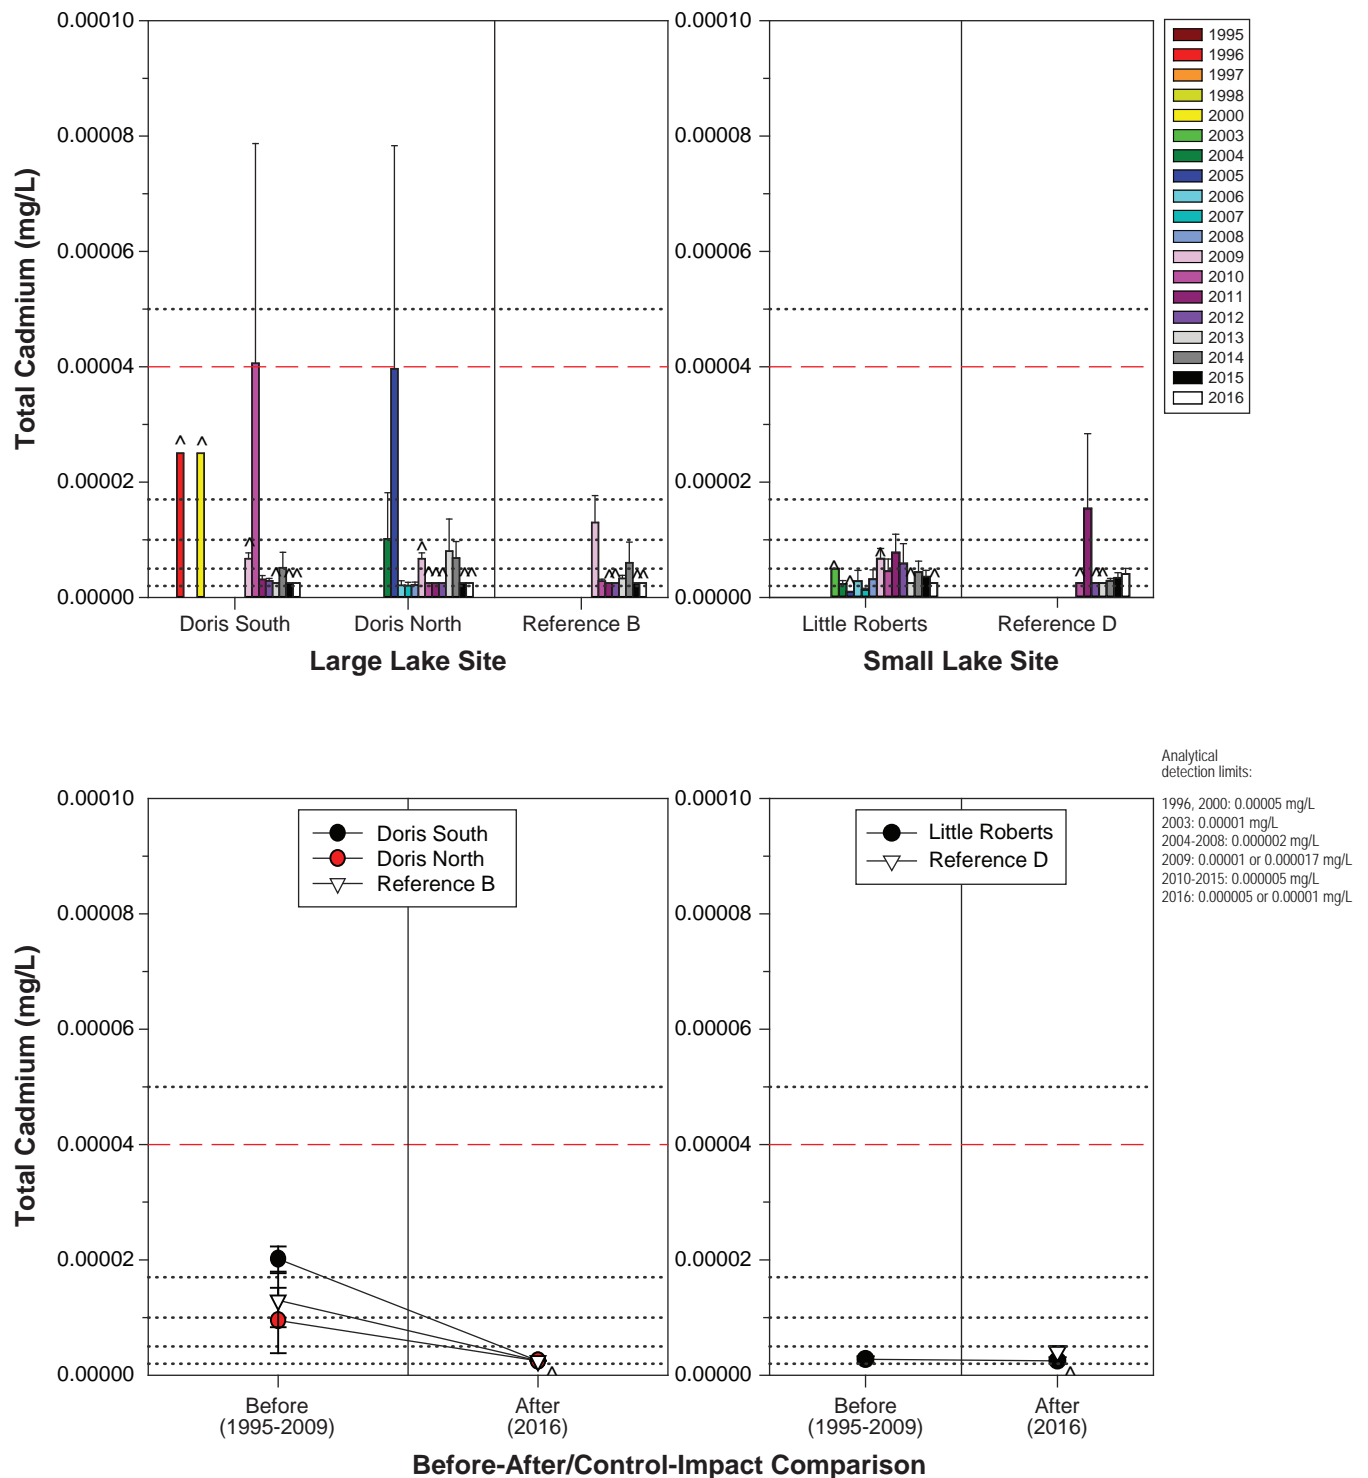 0.00010
0.00008
0.00006
0.00004
0.00002
0.00000
Total Cadmium (mg/L)
^ ^ ^ ^ ^ ^ ^ ^ ^ ^ ^ ^ ^ ^ ^ ^
Doris South Doris North Reference B
Large Lake Site
0.00010
0.00008
0.00006
0.00004
0.00002
0.00000
^ ^ ^ ^ ^ ^ ^ ^
Little Roberts Reference D
Small Lake Site
1995
1996
1997
1998
2000
2003
2004
2005
2006
2007
2008
2009
2010
2011
2012
2013
2014
2015
2016
0.00010
0.00008
0.00006
0.00004
0.00002
0.00000
Total Cadmium (mg/L)
Doris South
Doris North
Reference B
^
Before After
(1995-2009) (2016)
0.00010
0.00008
0.00006
0.00004
0.00002
0.00000
Little Roberts
Reference D
^
Before After
(1995-2009) (2016)
Before-After/Control-Impact Comparison
Analytical
detection limits:
1996, 2000: 0.00005 mg/L
2003: 0.00001 mg/L
2004-2008: 0.000002 mg/L
2009: 0.00001 or 0.000017 mg/L
2010-2015: 0.000005 mg/L
2016: 0.000005 or 0.00001 mg/L